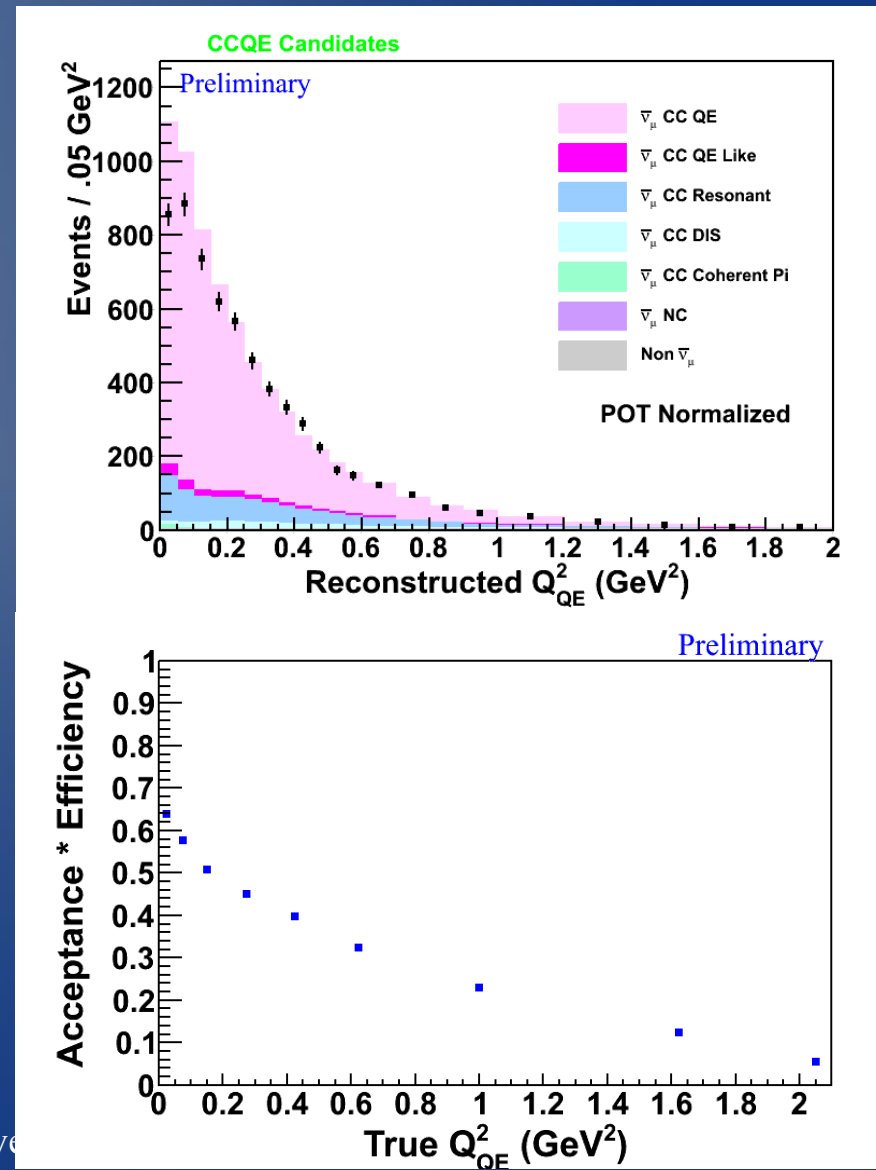 CCQE Candidates
Preliminary
Events / .05 GeV²
1200
1000
800
600
400
200
0
ν̅μ CC QE
ν̅μ CC QE Like
ν̅μ CC Resonant
ν̅μ CC DIS
ν̅μ CC Coherent Pi
ν̅μ NC
Non ν̅μ
POT Normalized
0 0.2 0.4 0.6 0.8 1 1.2 1.4 1.6 1.8 2
Reconstructed Q²QE (GeV²)
Preliminary
Acceptance * Efficiency
1
0.9
0.8
0.7
0.6
0.5
0.4
0.3
0.2
0.1
0
0 0.2 0.4 0.6 0.8 1 1.2 1.4 1.6 1.8 2
True Q²QE (GeV²)